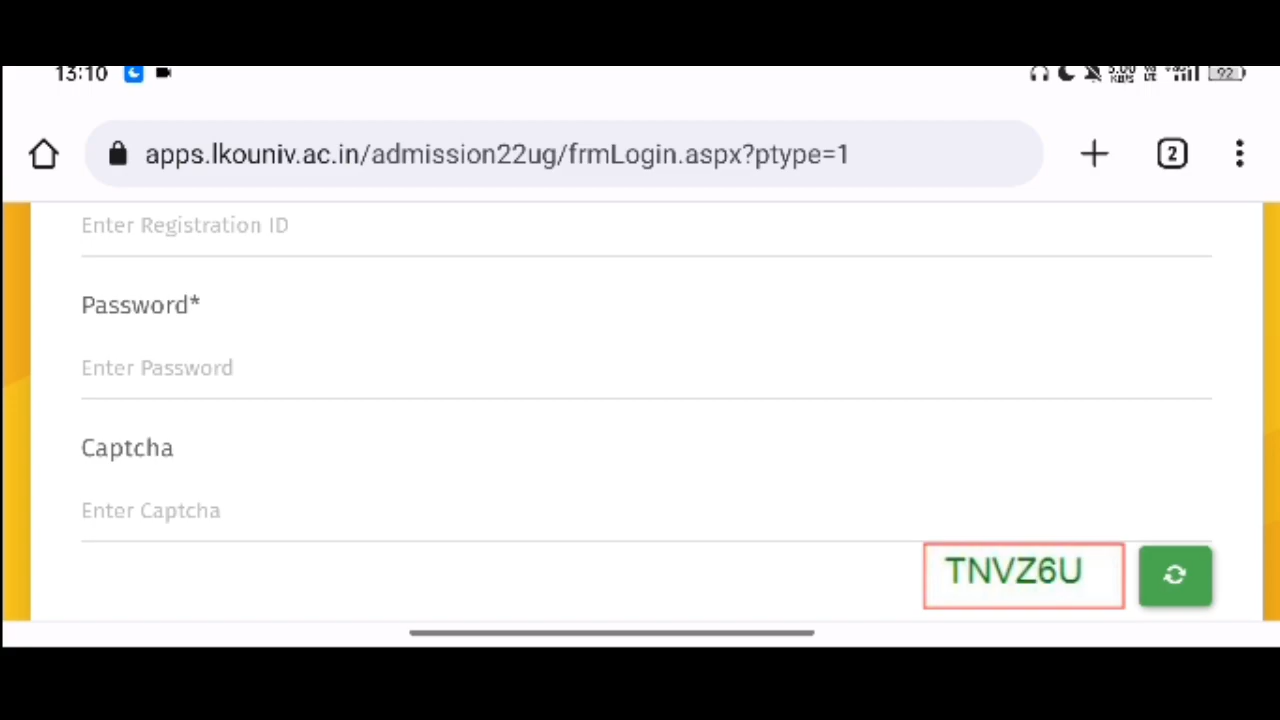 13:10
92
apps.lkouniv.ac.in/admission22ug/frmLogin.aspx?ptype=1
2
Enter Registration ID
Password*
Enter Password
Captcha
Enter Captcha
TNVZ6U